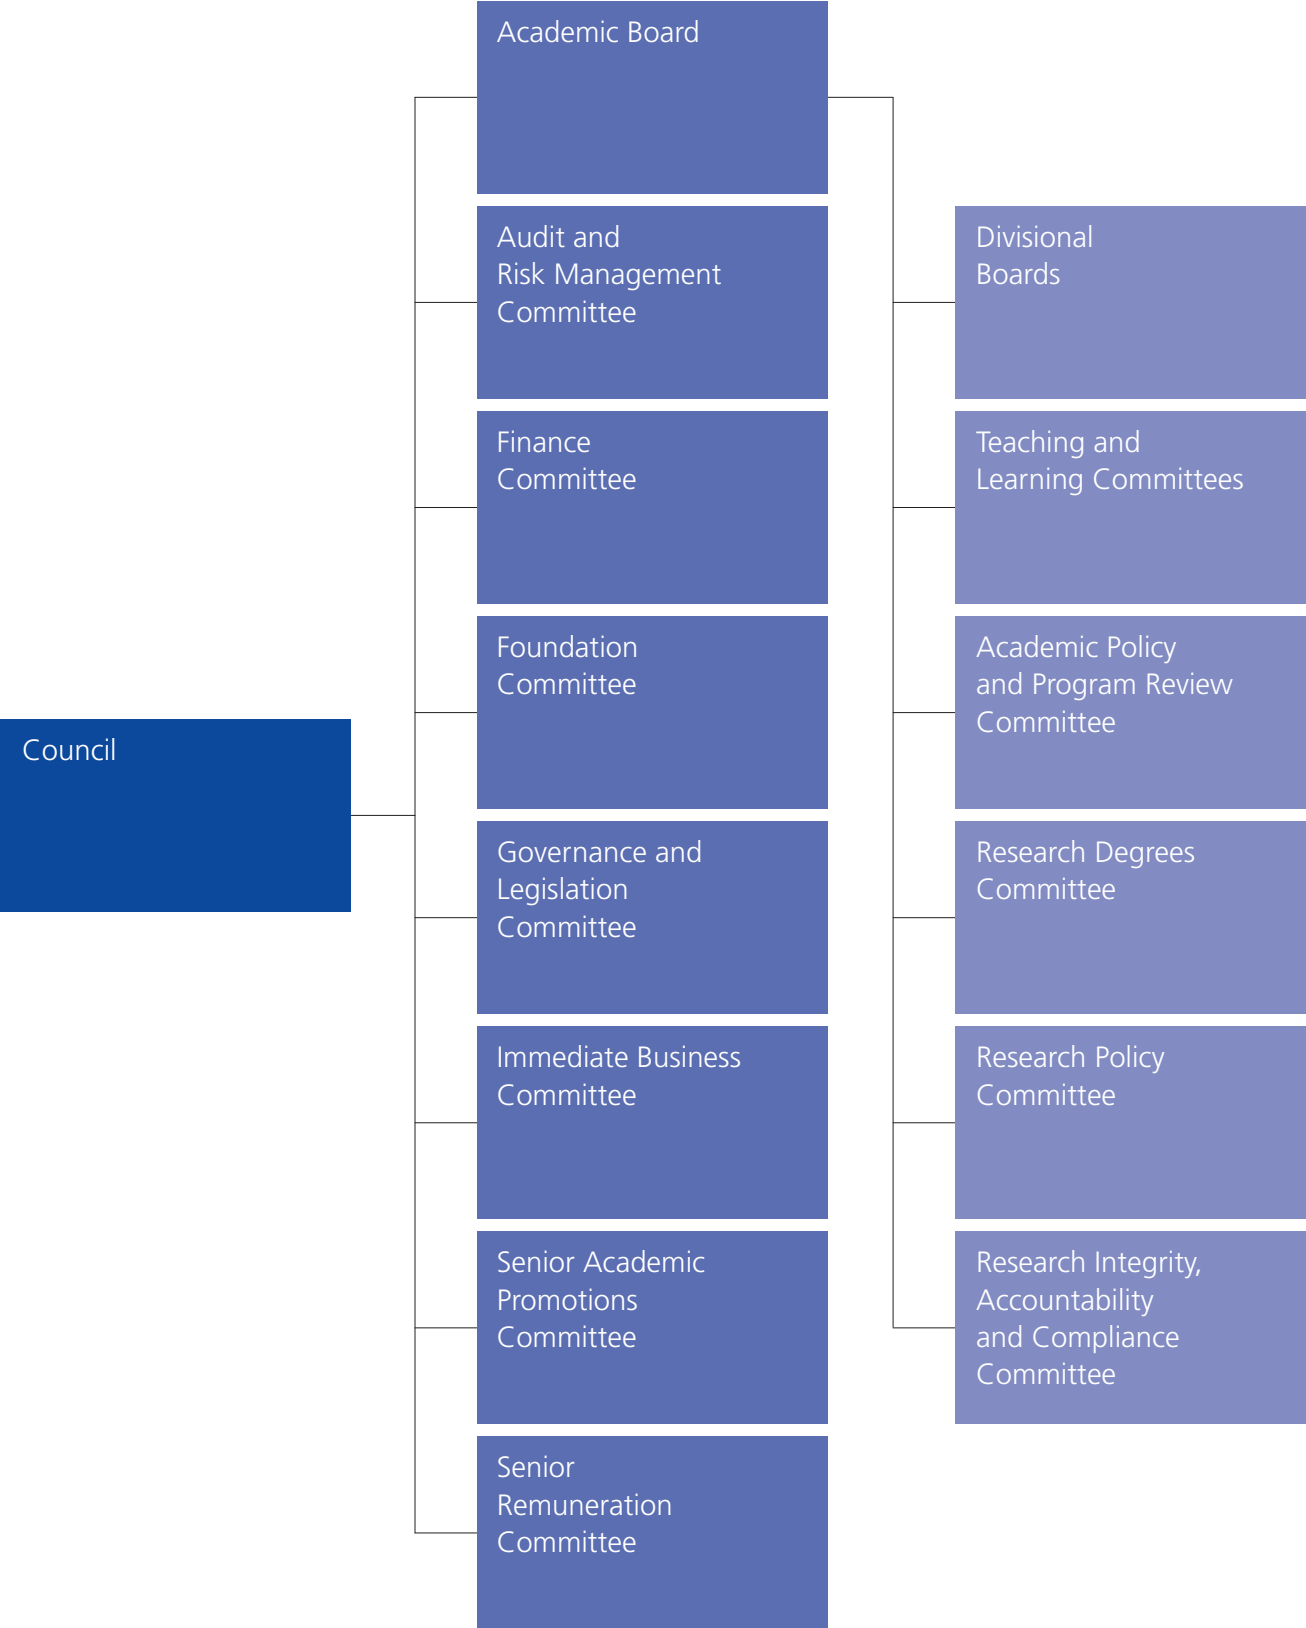 Academic Board
Audit and
Risk Management
Committee
Finance
Committee
Foundation
Committee
Council
Governance and
Legislation
Committee
Immediate Business
Committee
Senior Academic
Promotions
Committee
Senior
Remuneration
Committee
Divisional
Boards
Teaching and
Learning Committees
Academic Policy
and Program Review
Committee
Research Degrees
Committee
Research Policy
Committee
Research Integrity,
Accountability
and Compliance
Committee